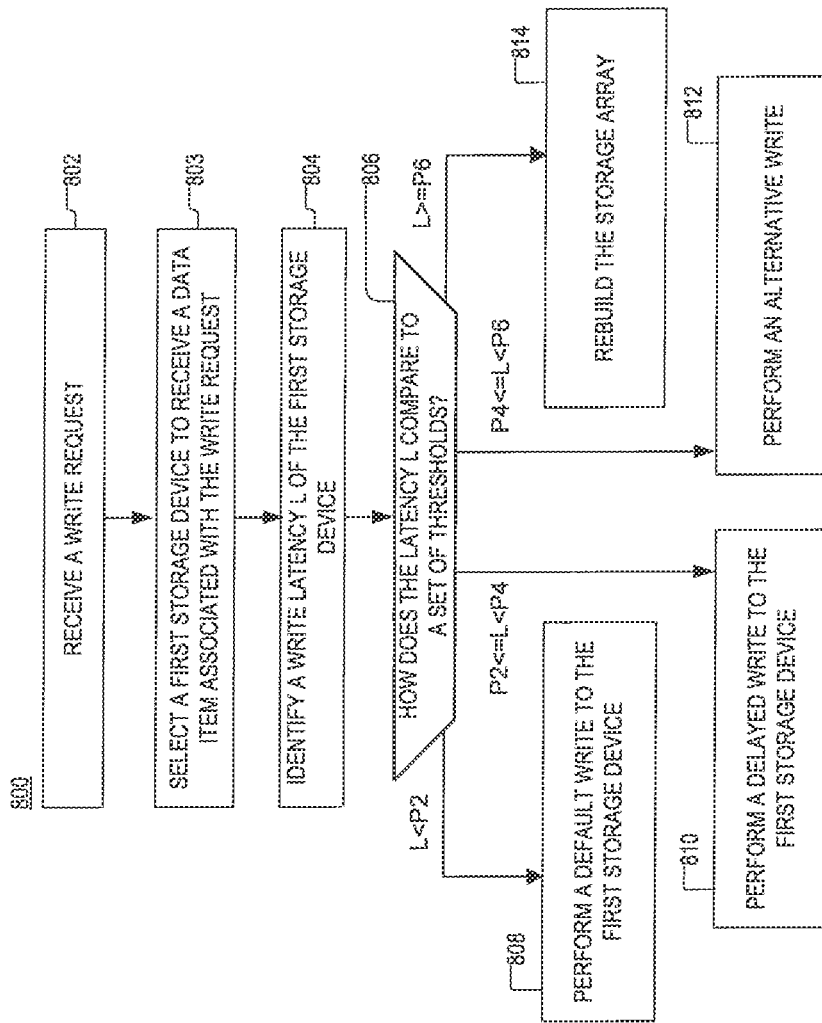 800
RECEIVE A WRITE REQUEST
802
SELECT A FIRST STORAGE DEVICE TO RECEIVE A DATA
ITEM ASSOCIATED WITH THE WRITE REQUEST
803
IDENTIFY A WRITE LATENCY L OF THE FIRST STORAGE
DEVICE
804
HOW DOES THE LATENCY L COMPARE TO
A SET OF THRESHOLDS?
806
L<P2
P2<=L<P4
P4<=L<P6
L>=P6
808
PERFORM A DEFAULT WRITE TO THE
FIRST STORAGE DEVICE
REBUILD THE STORAGE ARRAY
814
810
PERFORM A DELAYED WRITE TO THE
FIRST STORAGE DEVICE
PERFORM AN ALTERNATIVE WRITE
812